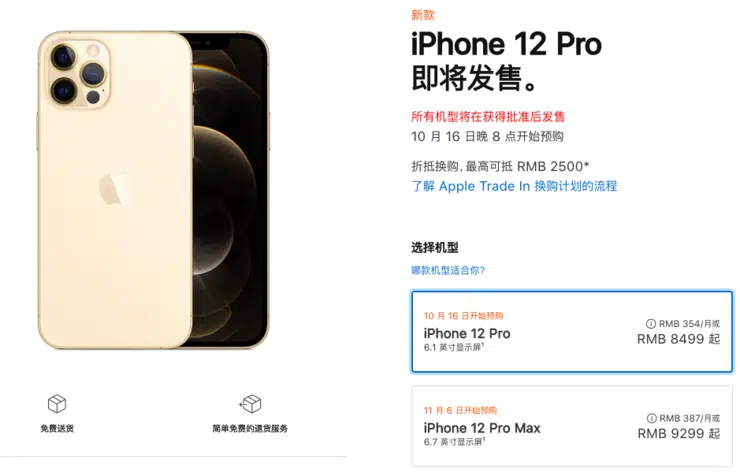 新款
iPhone 12 Pro
即将发售。
所有机型将在获得批准后发售
10 月 16 日晚 8 点开始预购
折抵换购, 最高可抵 RMB 2500*
了解 Apple Trade In 换购计划的流程
选择机型
哪款机型适合你?
10 月 16 日开始预购
iPhone 12 Pro
6.1 英寸显示屏¹
RMB 354/月或
RMB 8499 起
11 月 6 日开始预购
iPhone 12 Pro Max
6.7 英寸显示屏¹
RMB 387/月或
RMB 9299 起
免费送货
简单免费的退货服务